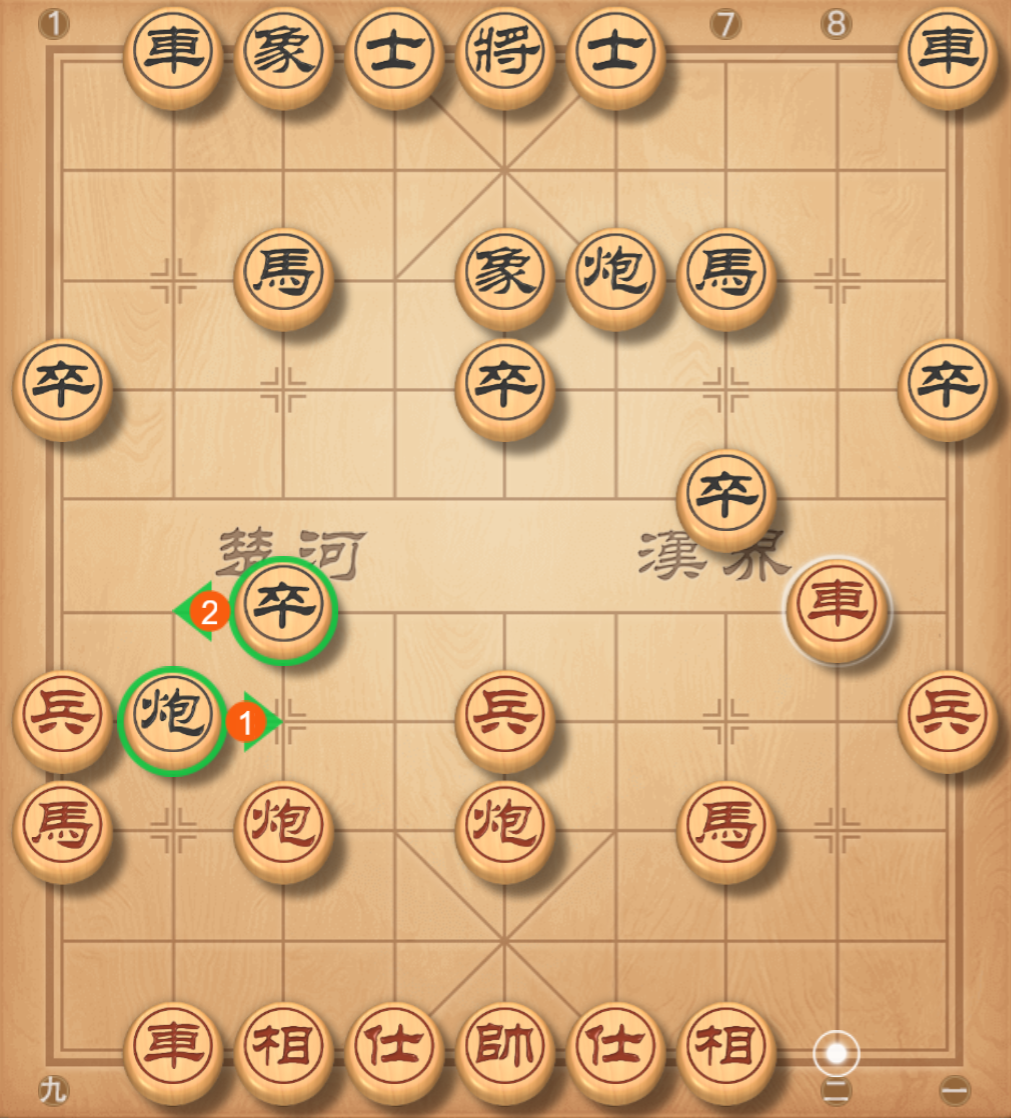 1 7 8
車 象 士 將 士 車
馬 象 炮 馬
卒 卒 卒
卒
楚 河 漢 界
2 卒 車
兵 炮 1 兵 兵
馬 炮 炮 馬
車 相 仕 帥 仕 相
九 二 一